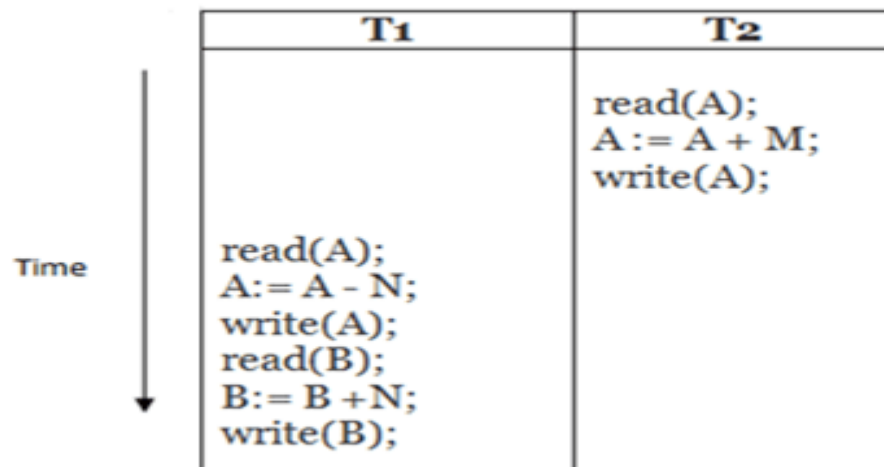 T1 T2
read(A);
A := A + M;
write(A);
Time
read(A);
A:= A - N;
write(A);
read(B);
B:= B +N;
write(B);